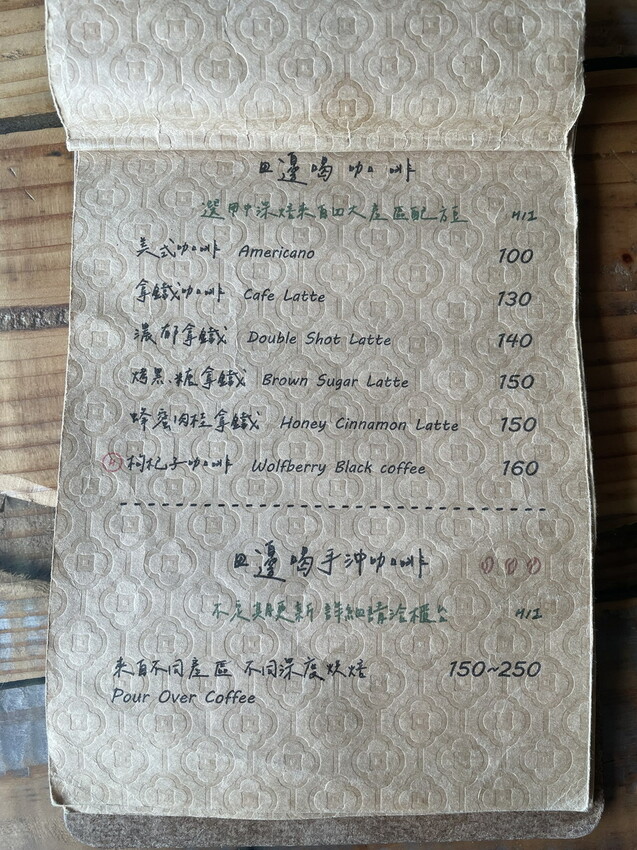 皿邊喝咖啡
選用中深焙來自四大產區配方豆 H/I
美式咖啡 Americano 100
拿鐵咖啡 Cafe Latte 130
濃郁拿鐵 Double Shot Latte 140
烤黑糖拿鐵 Brown Sugar Latte 150
蜂蜜肉桂拿鐵 Honey Cinnamon Latte 150
枸杞子咖啡 Wolfberry Black coffee 160
皿邊喝手沖咖啡
不定期更新 詳細請洽櫃台 H/I
來自不同產區 不同深度烘焙 150~250
Pour Over Coffee